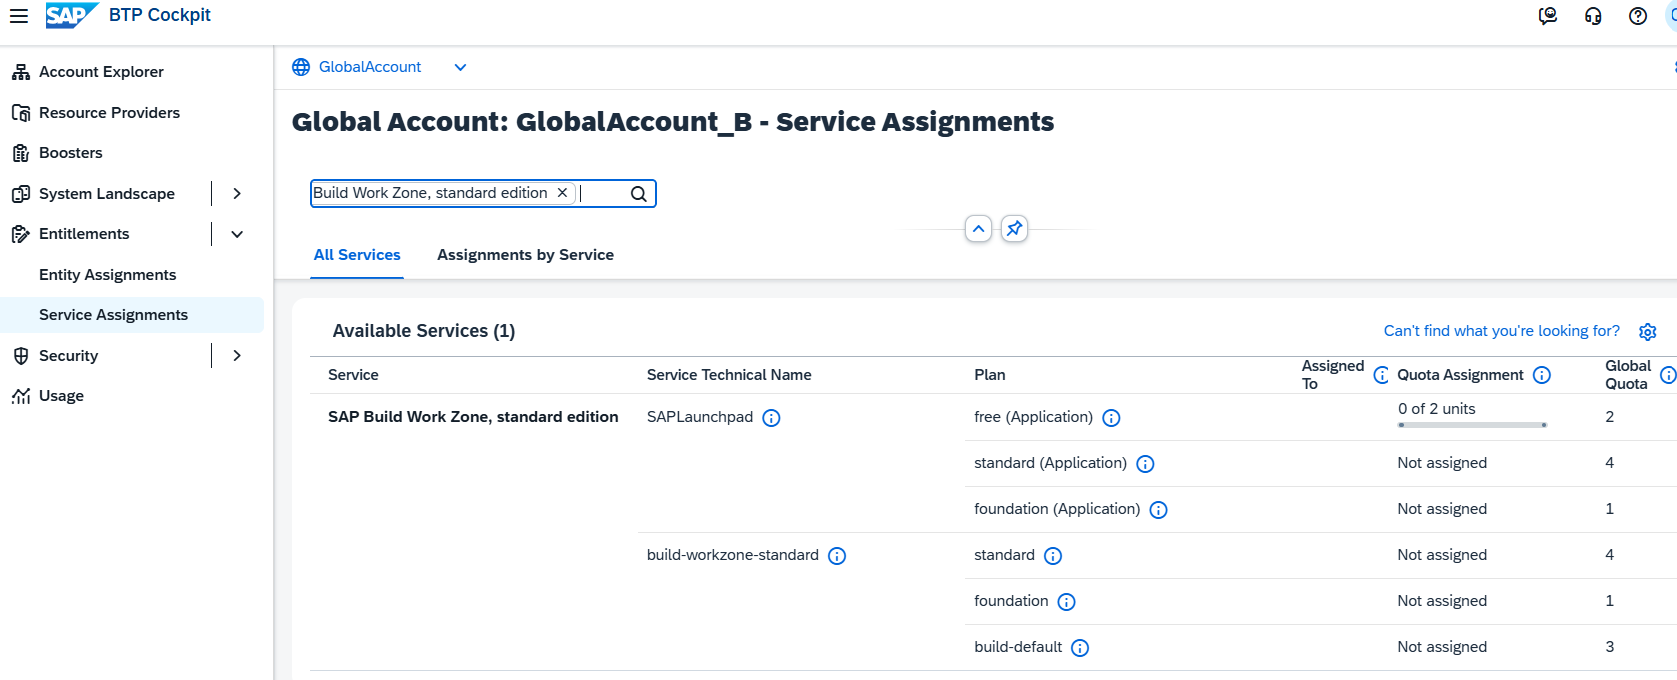 SAP BTP Cockpit
Account Explorer
Resource Providers
Boosters
System Landscape
Entitlements
Entity Assignments
Service Assignments
Security
Usage
GlobalAccount
Global Account: GlobalAccount_B - Service Assignments
Build Work Zone, standard edition
All Services Assignments by Service
Available Services (1) Can't find what you're looking for?
Service Service Technical Name Plan Assigned To Quota Assignment Global Quota
SAP Build Work Zone, standard edition SAPLaunchpad free (Application) 0 of 2 units 2
standard (Application) Not assigned 4
foundation (Application) Not assigned 1
build-workzone-standard standard Not assigned 4
foundation Not assigned 1
build-default Not assigned 3